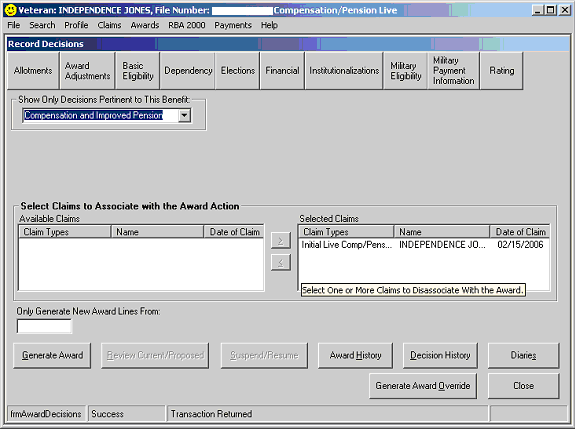 Veteran: INDEPENDENCE JONES, File Number: Compensation/Pension Live
File Search Profile Claims Awards RBA 2000 Payments Help
Record Decisions
Allotments
Award
Adjustments
Basic
Eligibility
Dependency
Elections
Financial
Institutionalizations
Military
Eligibility
Military
Payment
Information
Rating
Show Only Decisions Pertinent to This Benefit:
Compensation and Improved Pension
Select Claims to Associate with the Award Action
Available Claims
Claim Types Name Date of Claim
>
<
Selected Claims
Claim Types Name Date of Claim
Initial Live Comp/Pens... INDEPENDENCE JO... 02/15/2006
Select One or More Claims to Disassociate With the Award.
Only Generate New Award Lines From:
Generate Award Review Current/Proposed Suspend/Resume Award History Decision History Diaries
Generate Award Override Close
frmAwardDecisions Success Transaction Returned